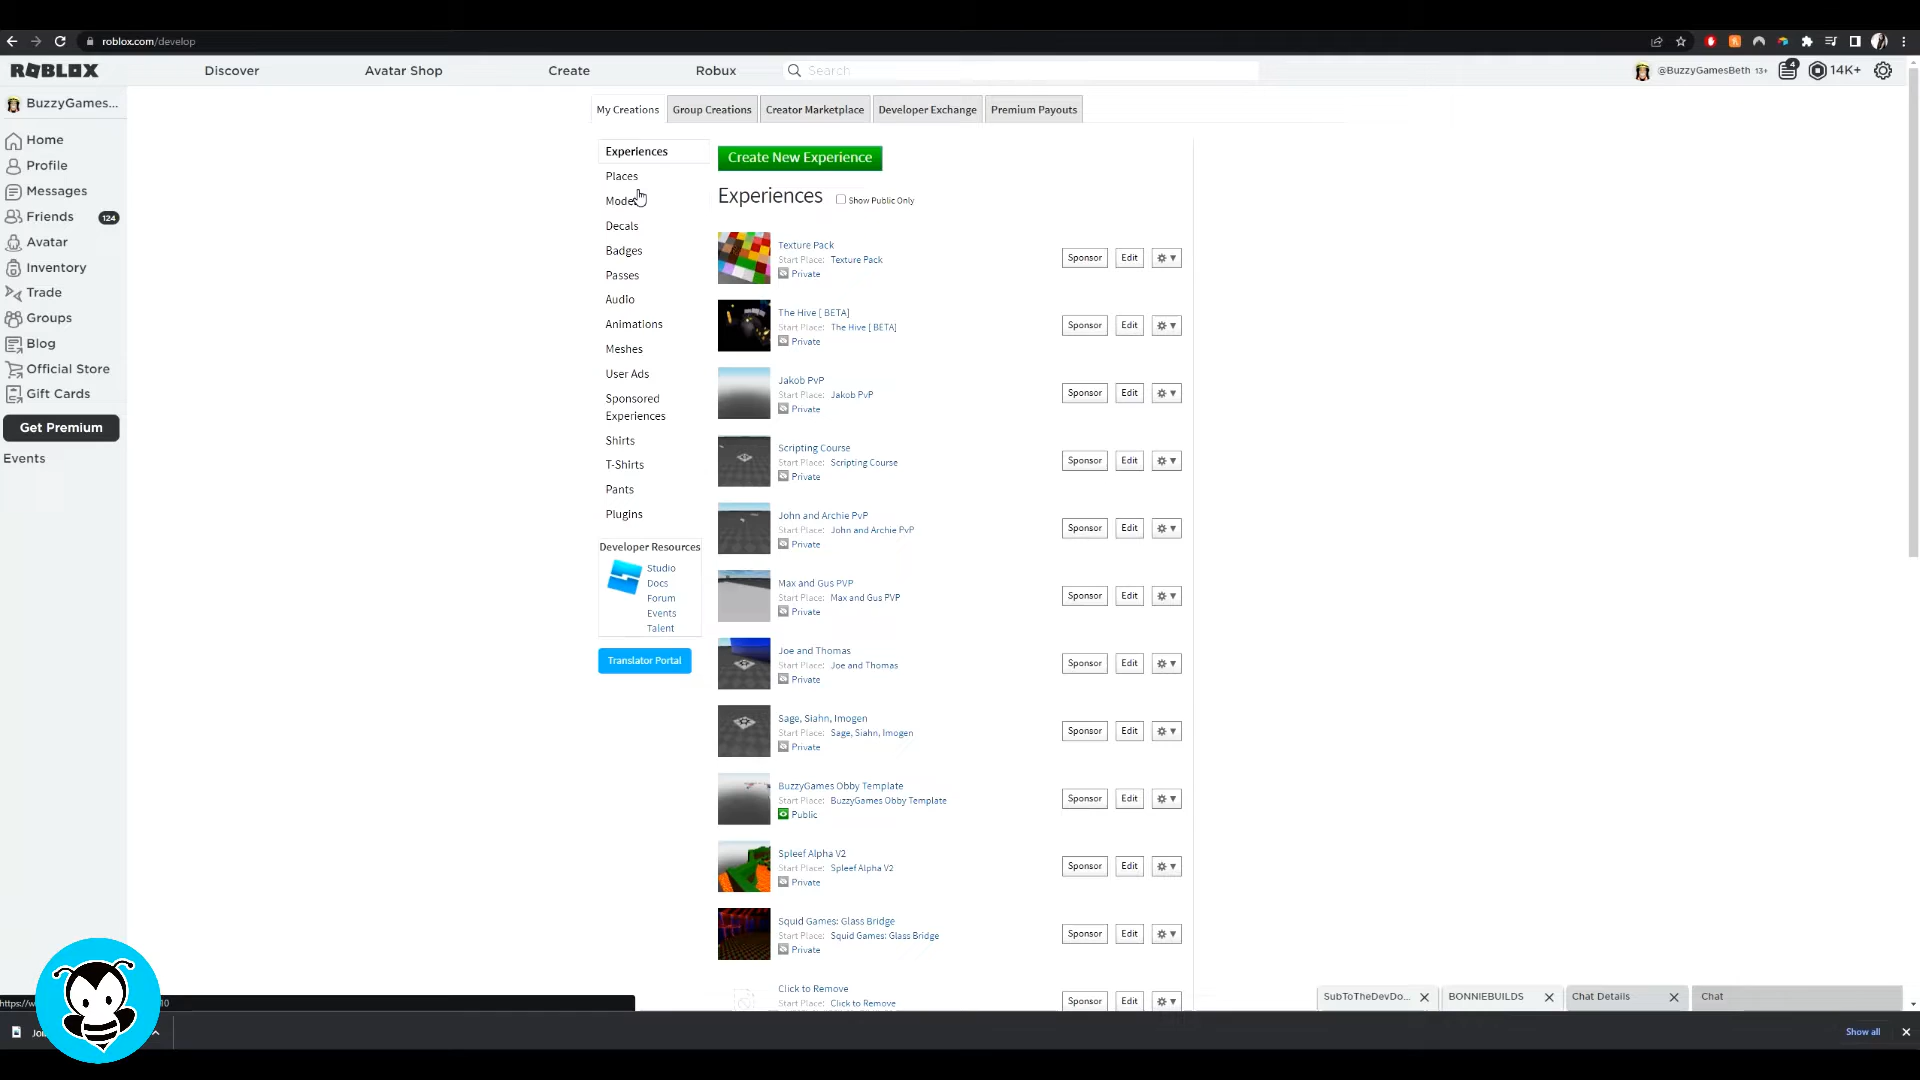 roblox.com/develop
ROBLOX
Discover
Avatar Shop
Create
Robux
Search
@BuzzyGamesBeth 13+
4
14K+
BuzzyGames...
Home
Profile
Messages
Friends 124
Avatar
Inventory
Trade
Groups
Blog
Official Store
Gift Cards
Get Premium
Events
My Creations
Group Creations
Creator Marketplace
Developer Exchange
Premium Payouts
Experiences
Places
Decals
Badges
Passes
Audio
Animations
Meshes
User Ads
Sponsored
Experiences
Shirts
T-Shirts
Pants
Plugins
Developer Resources
Studio
Docs
Forum
Events
Talent
Translator Portal
Create New Experience
Experiences Show Public Only
Texture Pack
Start Place: Texture Pack
Private
Sponsor Edit
The Hive [ BETA]
Start Place: The Hive [ BETA]
Private
Sponsor Edit
Jakob PvP
Start Place: Jakob PvP
Private
Sponsor Edit
Scripting Course
Start Place: Scripting Course
Private
Sponsor Edit
John and Archie PvP
Start Place: John and Archie PvP
Private
Sponsor Edit
Max and Gus PVP
Start Place: Max and Gus PVP
Private
Sponsor Edit
Joe and Thomas
Start Place: Joe and Thomas
Private
Sponsor Edit
Sage, Siahn, Imogen
Start Place: Sage, Siahn, Imogen
Private
Sponsor Edit
BuzzyGames Obby Template
Start Place: BuzzyGames Obby Template
Public
Sponsor Edit
Spleef Alpha V2
Start Place: Spleef Alpha V2
Private
Sponsor Edit
Squid Games: Glass Bridge
Start Place: Squid Games: Glass Bridge
Private
Sponsor Edit
Click to Remove
Start Place: Click to Remove
Sponsor Edit
SubToTheDevDo...
BONNIEBUILDS
Chat Details
Chat
Show all